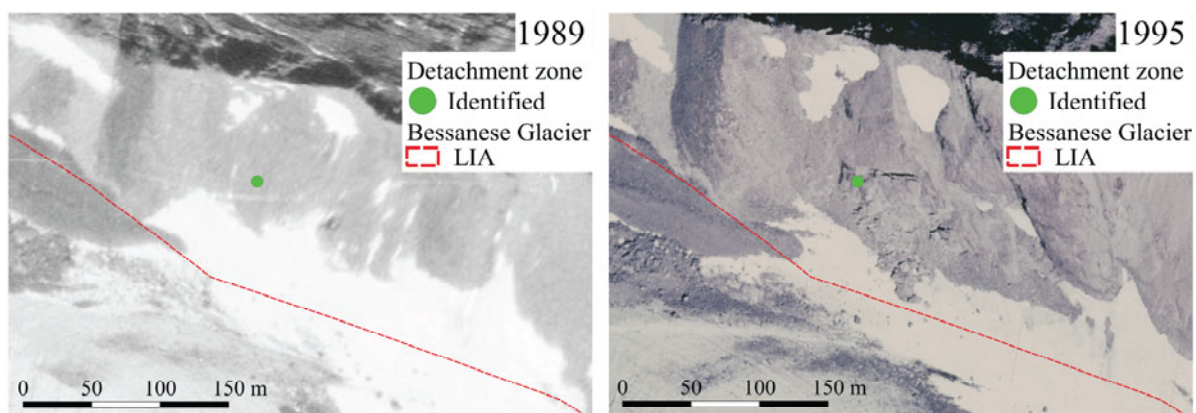 1989
Detachment zone
Identified
Bessanese Glacier
LIA
0 50 100 150 m
1995
Detachment zone
Identified
Bessanese Glacier
LIA
0 50 100 150 m